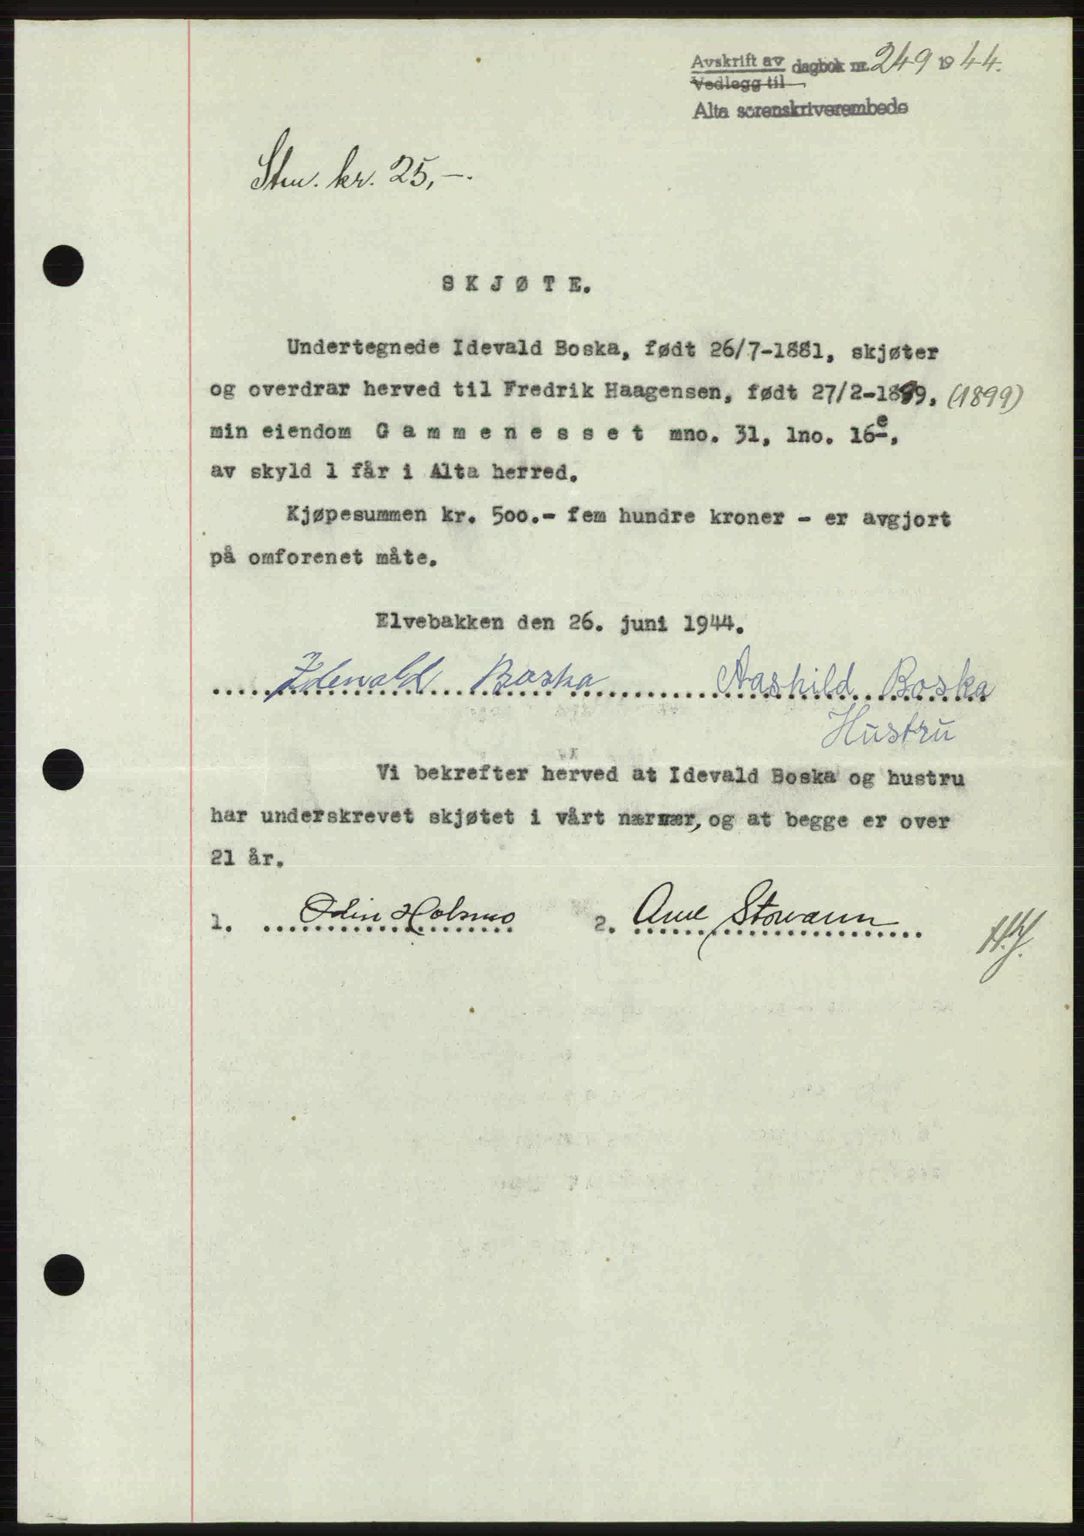 Avskrift av dagbok nr. 249 1944.
Vedlegg til
Alta sorenskriverembede
Stm. kr. 25,-.
SKJØTE.
Undertegnede Idevald Boska, født 26/7-1881, skjøter
og overdrar herved til Fredrik Haagensen, født 27/2-1899, (1899)
min eiendom Gammenesset mno. 31, lno. 16e,
av skyld 1 får i Alta herred.
Kjøpesummen kr. 500.- fem hundre kroner - er avgjort
på omforenet måte.
Elvebakken den 26. juni 1944.
Idevald Boska Aashild Boska
Hustru
Vi bekrefter herved at Idevald Boska og hustru
har underskrevet skjøtet i vårt nærvær, og at begge er over
21 år.
1. Odin Holsmo 2. Arne